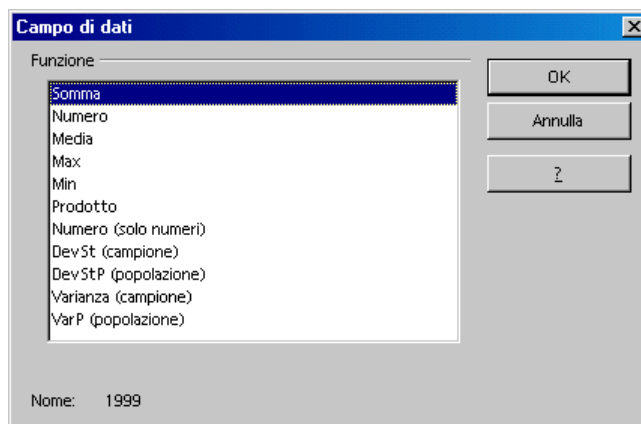 Campo di dati
Funzione
Somma
Numero
Media
Max
Min
Prodotto
Numero (solo numeri)
DevSt (campione)
DevStP (popolazione)
Varianza (campione)
VarP (popolazione)
OK
Annulla
?
Nome: 1999